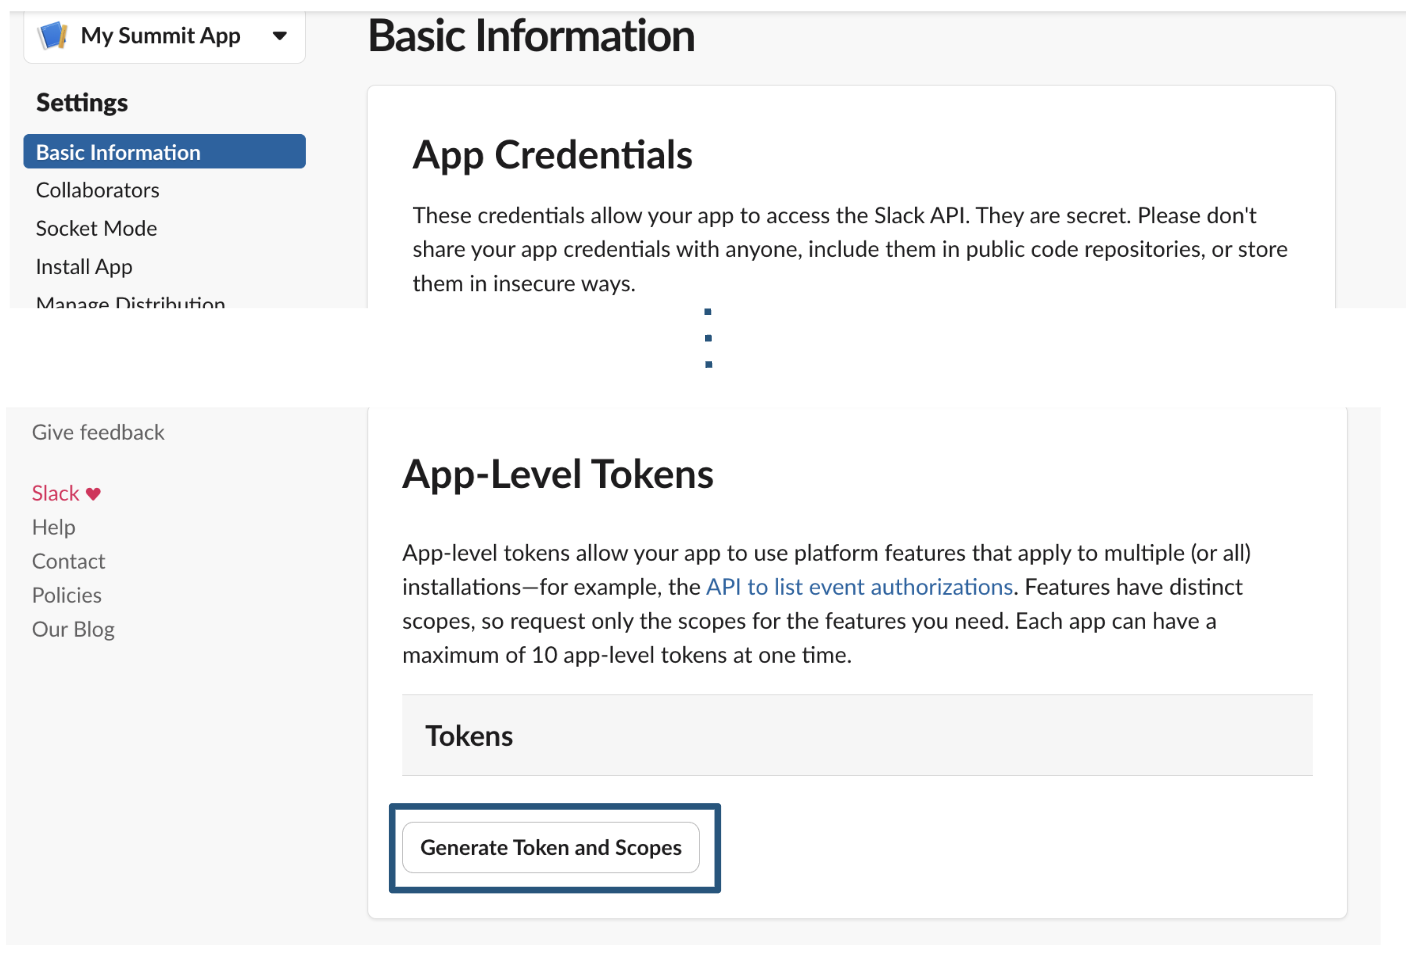 My Summit App
Basic Information
Settings
Basic Information
Collaborators
Socket Mode
Install App
Manage Distribution
App Credentials
These credentials allow your app to access the Slack API. They are secret. Please don't
share your app credentials with anyone, include them in public code repositories, or store
them in insecure ways.
Give feedback
Slack ♥
Help
Contact
Policies
Our Blog
App-Level Tokens
App-level tokens allow your app to use platform features that apply to multiple (or all)
installations—for example, the API to list event authorizations. Features have distinct
scopes, so request only the scopes for the features you need. Each app can have a
maximum of 10 app-level tokens at one time.
Tokens
Generate Token and Scopes